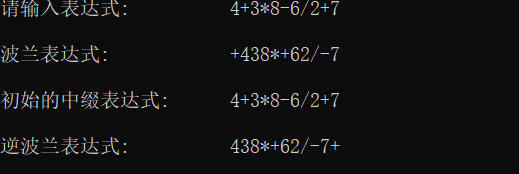 请输入表达式: 4+3*8-6/2+7
波兰表达式: +438*+62/-7
初始的中缀表达式: 4+3*8-6/2+7
逆波兰表达式: 438*+62/-7+